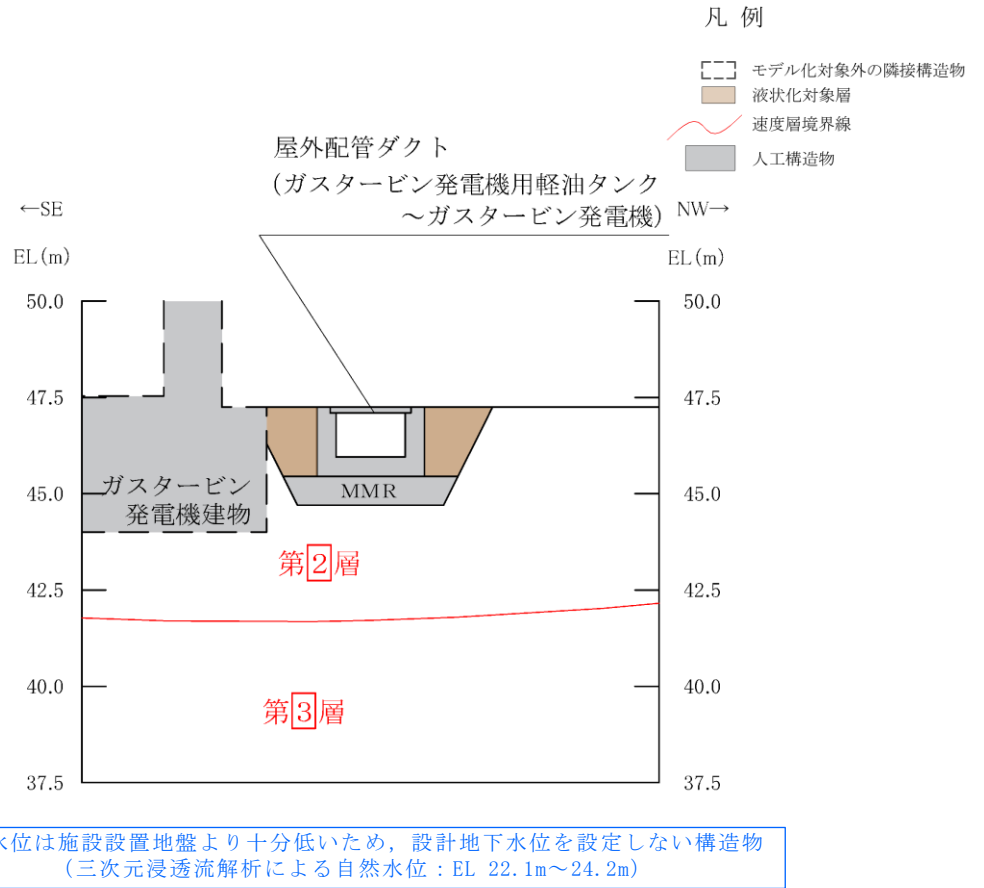 凡 例
モデル化対象外の隣接構造物
液状化対象層
速度層境界線
人工構造物
屋外配管ダクト
(ガスタービン発電機用軽油タンク
～ガスタービン発電機)
←SE
NW→
EL(m)
EL(m)
50.0
50.0
47.5
47.5
ガスタービン
発電機建物
MMR
45.0
45.0
第2層
42.5
42.5
40.0
40.0
第3層
37.5
37.5
水位は施設設置地盤より十分低いため，設計地下水位を設定しない構造物
(三次元浸透流解析による自然水位：EL 22.1m～24.2m)